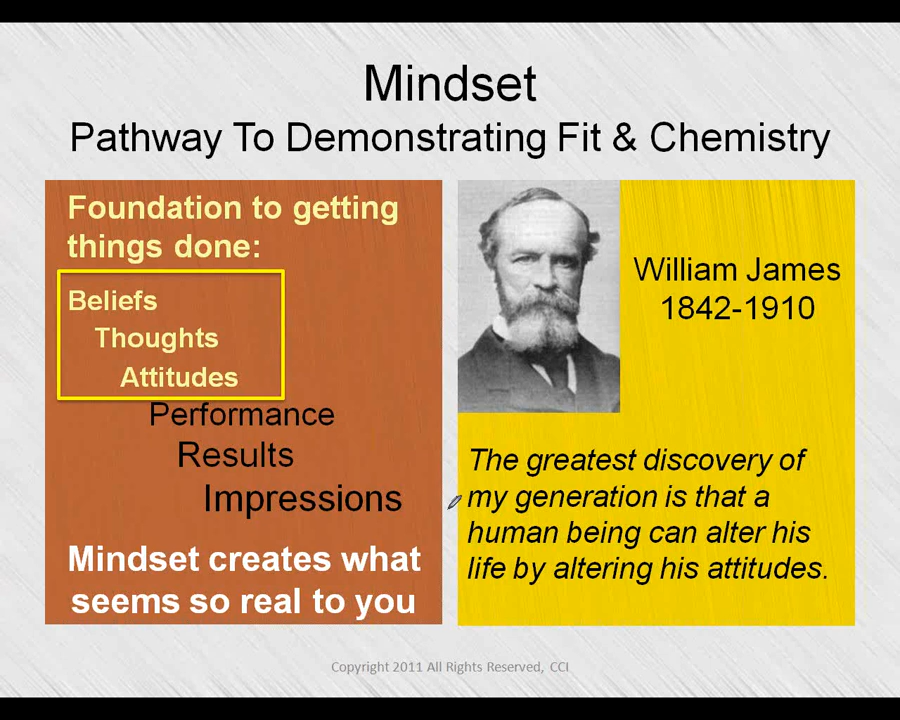 Mindset
Pathway To Demonstrating Fit & Chemistry
Foundation to getting
things done:
Beliefs
Thoughts
Attitudes
Performance
Results
Impressions
Mindset creates what
seems so real to you
William James
1842-1910
The greatest discovery of
my generation is that a
human being can alter his
life by altering his attitudes.
Copyright 2011 All Rights Reserved, CCI